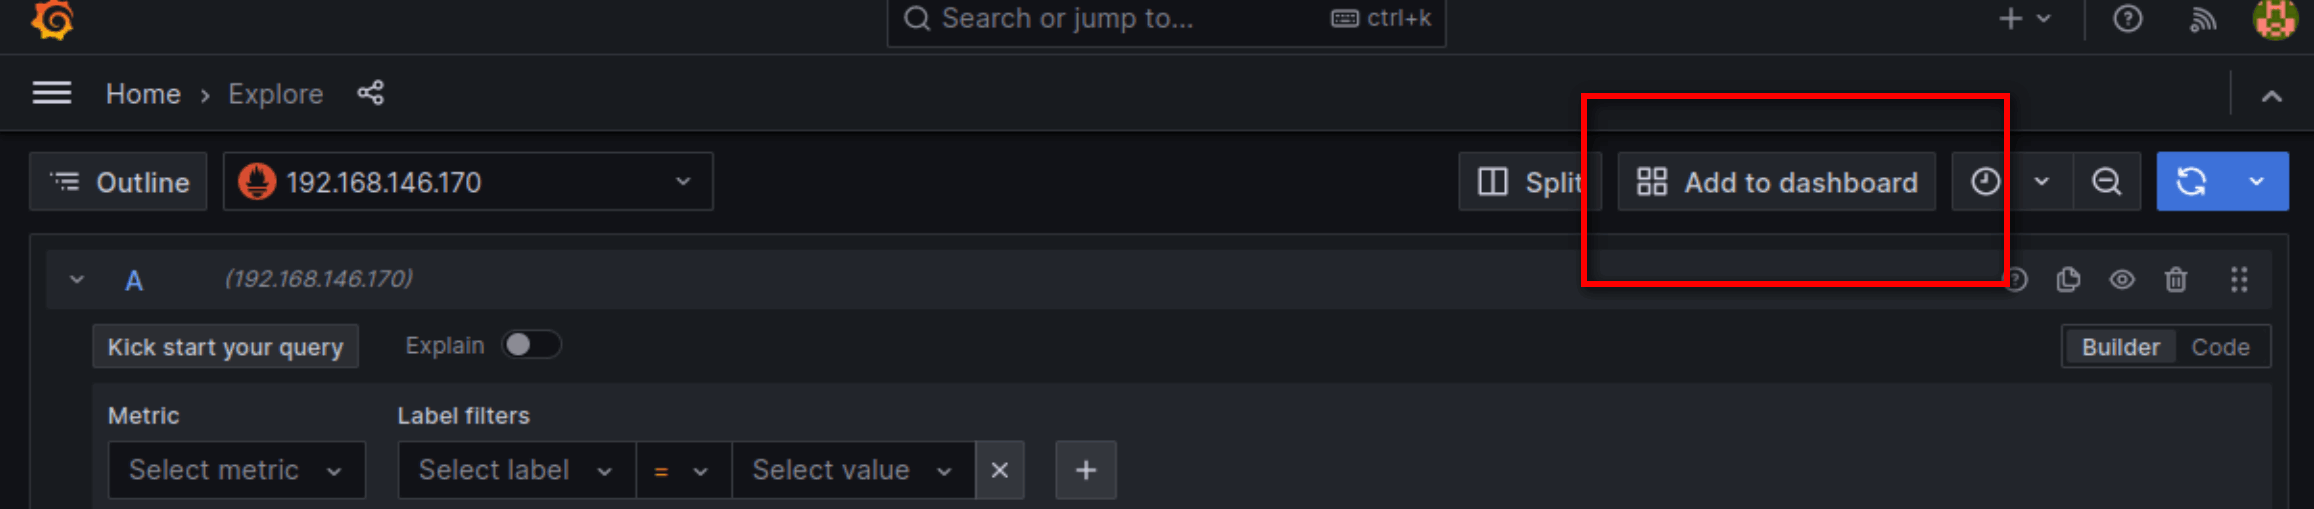 Search or jump to... ctrl+k
Home › Explore
Outline 192.168.146.170 Split Add to dashboard
A (192.168.146.170)
Kick start your query Explain Builder Code
Metric Label filters
Select metric Select label = Select value × +